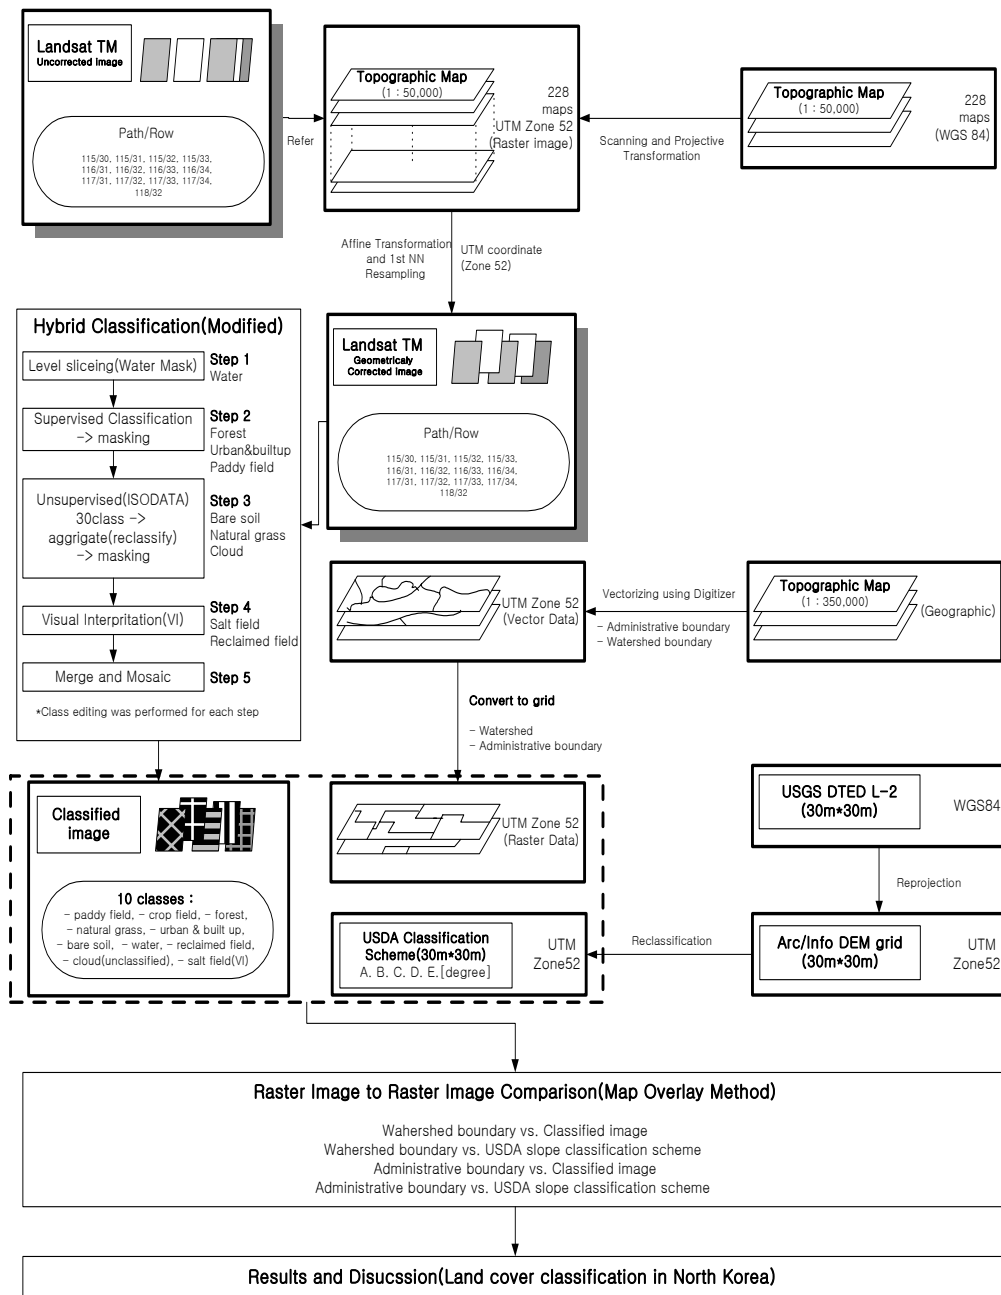 Landsat TM
Uncorrected image
Path/Row
115/30, 115/31, 115/32, 115/33,
116/31, 116/32, 116/33, 116/34,
117/31, 117/32, 117/33, 117/34,
118/32
Refer
Topographic Map
(1 : 50,000)
228
maps
UTM Zone 52
(Raster image)
Scanning and Projective
Transformation
Topographic Map
(1 : 50,000)
228
maps
(WGS 84)
Affine Transformation
and 1st NN
Resampling
UTM coordinate
(Zone 52)
Hybrid Classification(Modified)
Level sliceing(Water Mask)
Step 1
Water
Supervised Classification
-> masking
Step 2
Forest
Urban&builtup
Paddy field
Unsupervised(ISODATA)
30class ->
aggrigate(reclassify)
-> masking
Step 3
Bare soil
Natural grass
Cloud
Visual Interpritation(VI)
Step 4
Salt field
Reclaimed field
Merge and Mosaic
Step 5
*Class editing was performed for each step
Landsat TM
Geometricaly
Corrected image
Path/Row
115/30, 115/31, 115/32, 115/33,
116/31, 116/32, 116/33, 116/34,
117/31, 117/32, 117/33, 117/34,
118/32
UTM Zone 52
(Vector Data)
Vectorizing using Digitizer
- Administrative boundary
- Watershed boundary
Topographic Map
(1 : 350,000)
(Geographic)
Convert to grid
- Watershed
- Administrative boundary
Classified
image
10 classes :
- paddy field, - crop field, - forest,
- natural grass, - urban & built up,
- bare soil, - water, - reclaimed field,
- cloud(unclassified), - salt field(VI)
UTM Zone 52
(Raster Data)
USGS DTED L-2
(30m*30m)
WGS84
Reprojection
USDA Classification
Scheme(30m*30m)
A. B. C. D. E.[degree]
UTM
Zone52
Reclassification
Arc/Info DEM grid
(30m*30m)
UTM
Zone52
Raster Image to Raster Image Comparison(Map Overlay Method)
Wahershed boundary vs. Classified image
Wahershed boundary vs. USDA slope classification scheme
Administrative boundary vs. Classified image
Administrative boundary vs. USDA slope classification scheme
Results and Disucssion(Land cover classification in North Korea)